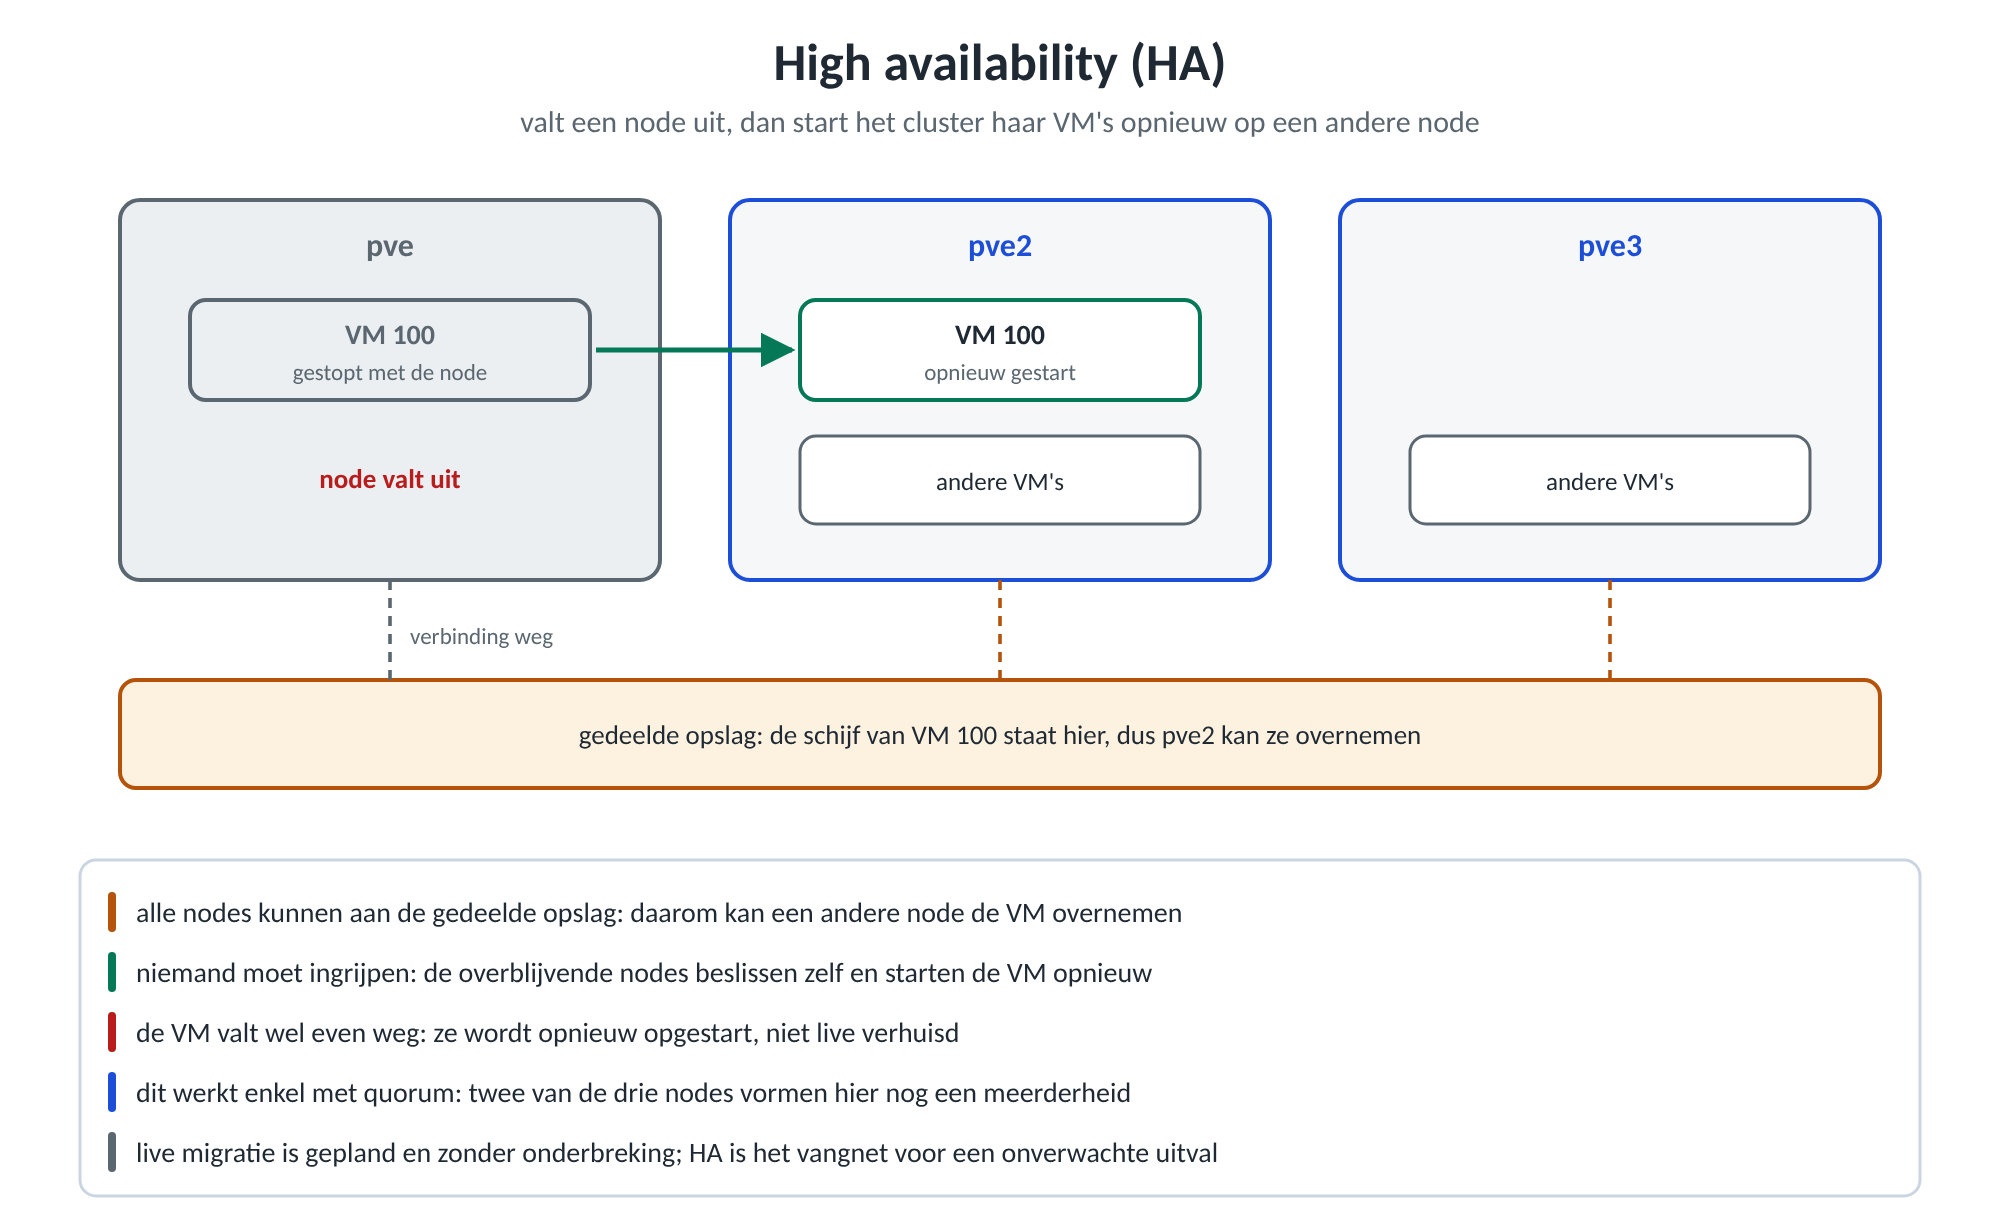 High availability (HA)
valt een node uit, dan start het cluster haar VM's opnieuw op een andere node
pve
VM 100
gestopt met de node
node valt uit
pve2
VM 100
opnieuw gestart
andere VM's
pve3
andere VM's
verbinding weg
gedeelde opslag: de schijf van VM 100 staat hier, dus pve2 kan ze overnemen
alle nodes kunnen aan de gedeelde opslag: daarom kan een andere node de VM overnemen
niemand moet ingrijpen: de overblijvende nodes beslissen zelf en starten de VM opnieuw
de VM valt wel even weg: ze wordt opnieuw opgestart, niet live verhuisd
dit werkt enkel met quorum: twee van de drie nodes vormen hier nog een meerderheid
live migratie is gepland en zonder onderbreking; HA is het vangnet voor een onverwachte uitval